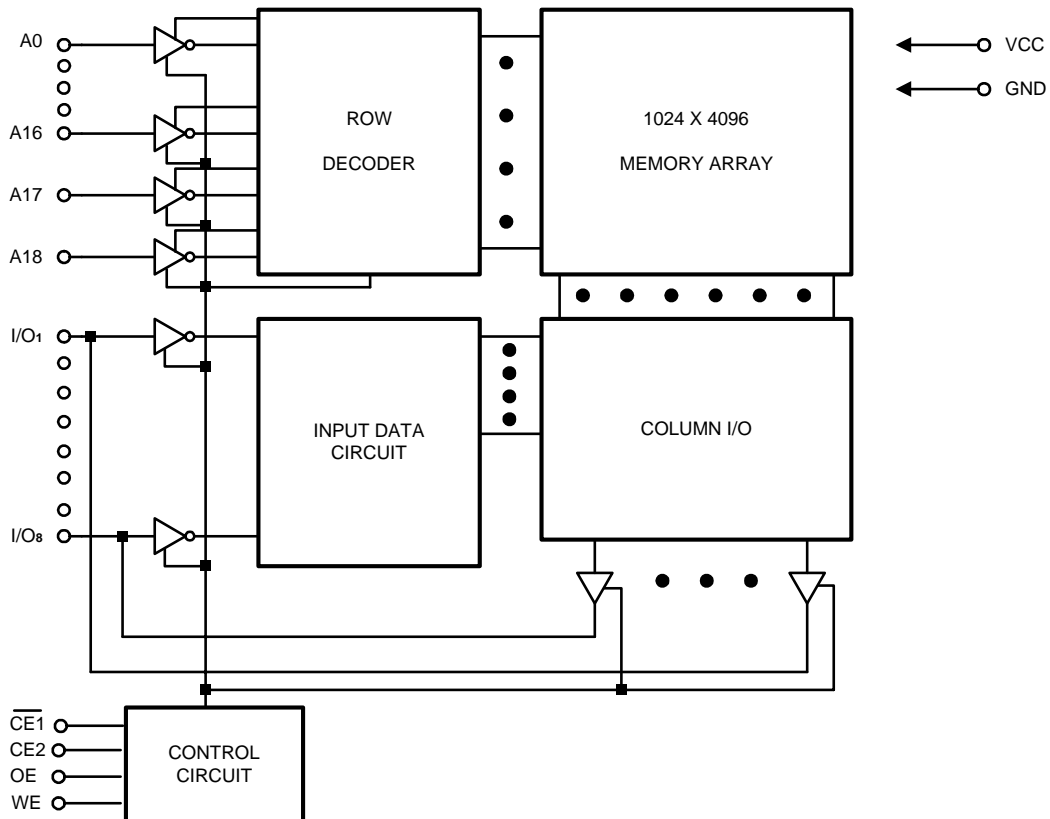 A0
A16
A17
A18
ROW
DECODER
1024 X 4096
MEMORY ARRAY
VCC
GND
I/O₁
I/O₈
INPUT DATA
CIRCUIT
COLUMN I/O
C̅E̅1̅
CE2
OE
WE
CONTROL
CIRCUIT